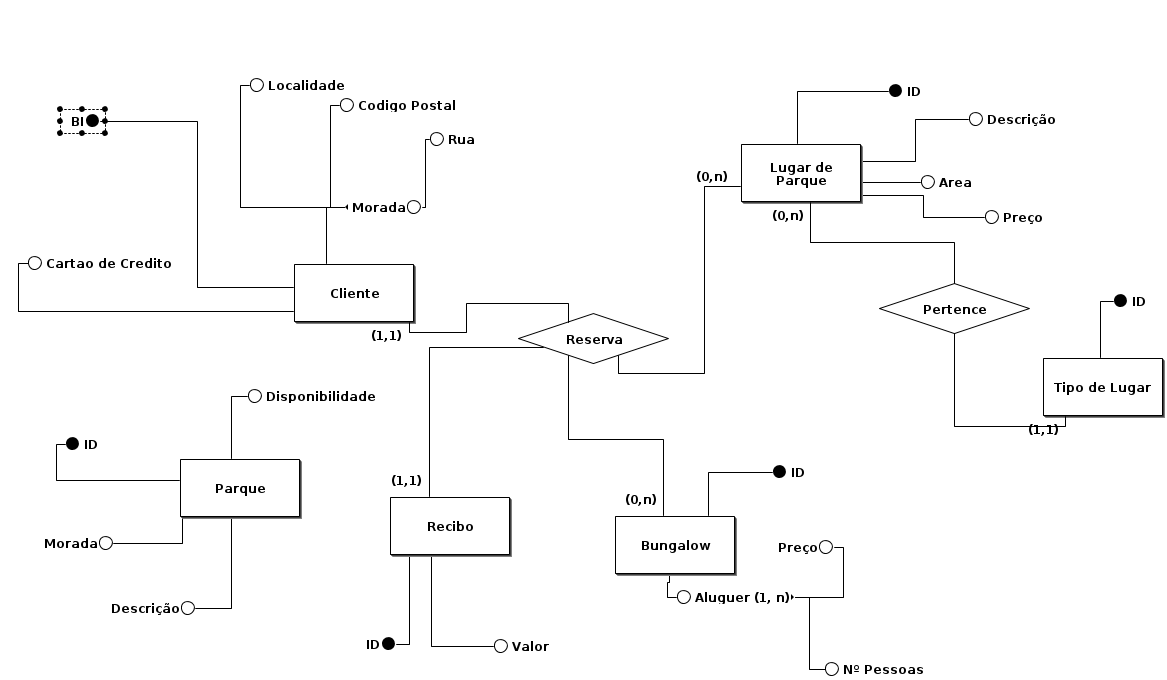 Localidade
ID
Codigo Postal
BI
Descrição
Rua
Lugar de
Parque
(0,n)
Area
Morada
(0,n)
Preço
Cartao de Credito
Cliente
ID
Pertence
(1,1)
Reserva
Tipo de Lugar
Disponibilidade
(1,1)
ID
ID
(1,1)
Parque
(0,n)
Recibo
Morada
Bungalow
Preço
Aluguer (1, n)
Descrição
ID
Valor
Nº Pessoas